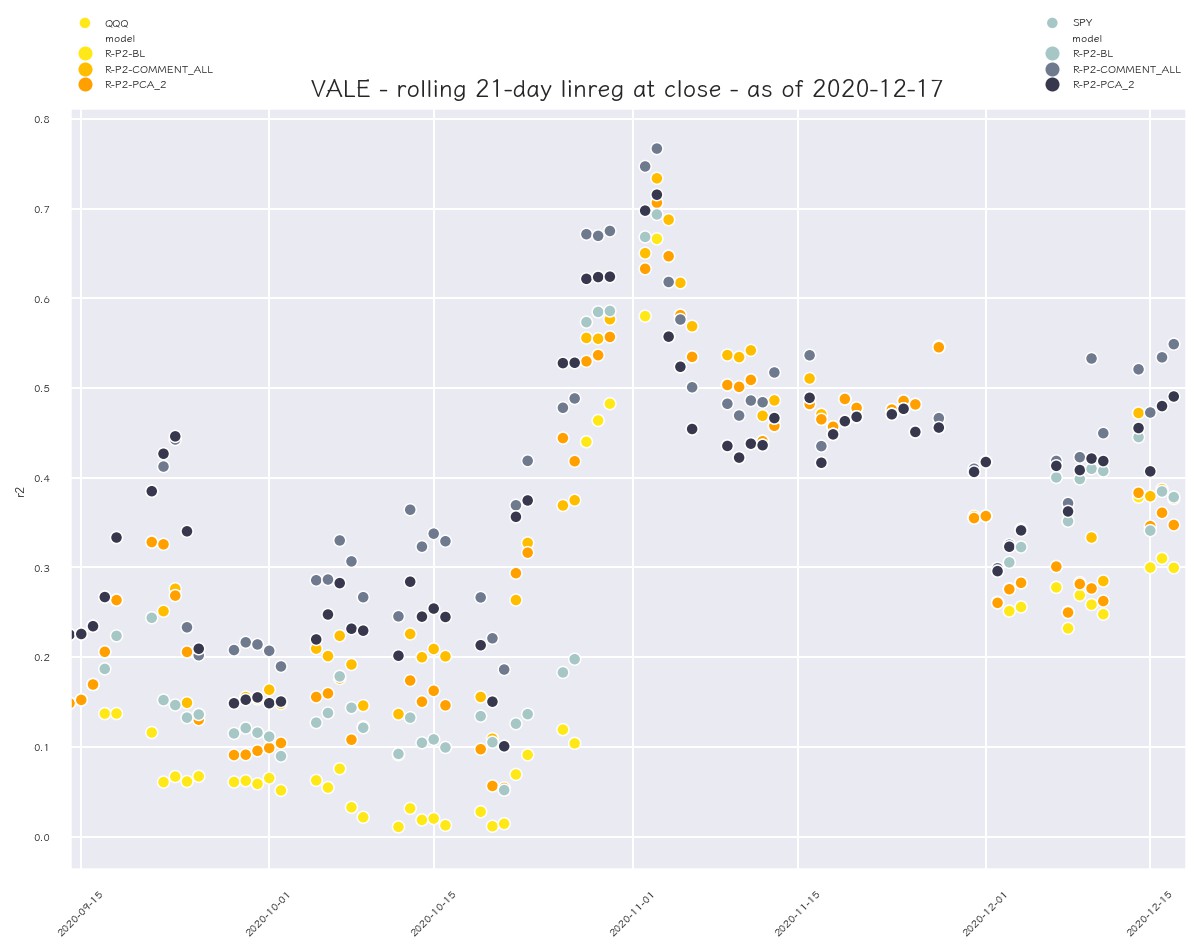 QQQ
model
R-P2-BL
R-P2-COMMENT_ALL
R-P2-PCA_2
SPY
model
R-P2-BL
R-P2-COMMENT_ALL
R-P2-PCA_2
VALE - rolling 21-day linreg at close - as of 2020-12-17
0.8
0.7
0.6
0.5
0.4
0.3
0.2
0.1
0.0
r2
2020-09-15
2020-10-01
2020-10-15
2020-11-01
2020-11-15
2020-12-01
2020-12-15